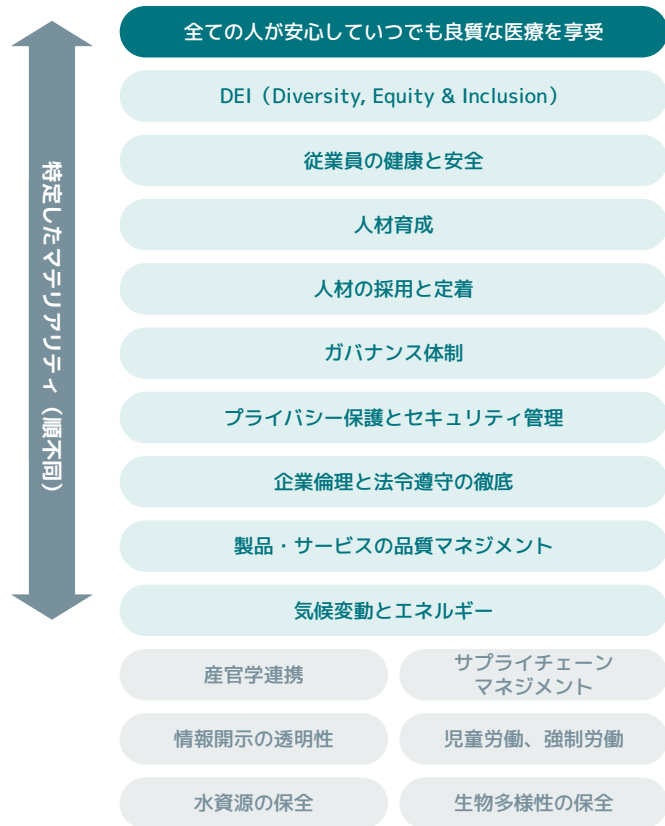 全ての人が安心していつでも良質な医療を享受
DEI（Diversity, Equity & Inclusion）
従業員の健康と安全
人材育成
人材の採用と定着
ガバナンス体制
プライバシー保護とセキュリティ管理
企業倫理と法令遵守の徹底
製品・サービスの品質マネジメント
気候変動とエネルギー
特定したマテリアリティ（順不同）
産官学連携
サプライチェーン
マネジメント
情報開示の透明性
児童労働、強制労働
水資源の保全
生物多様性の保全